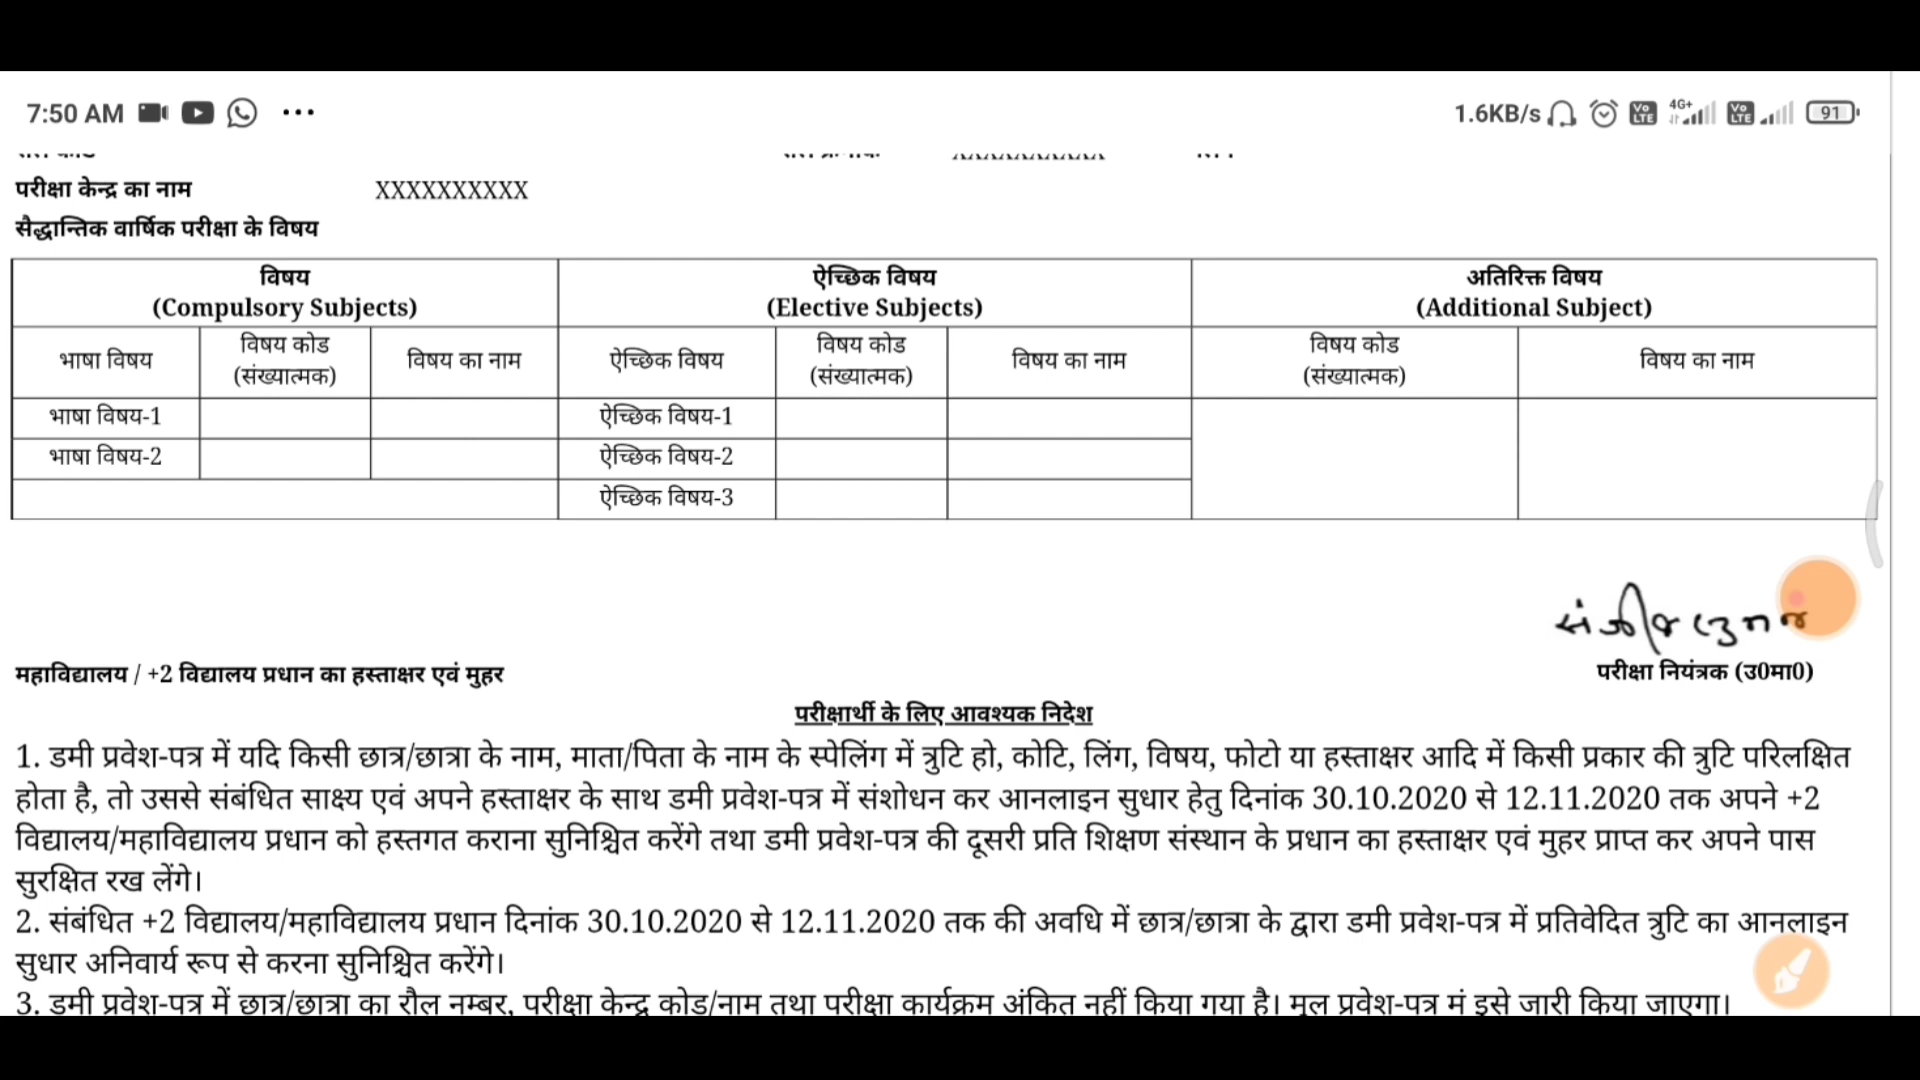 7:50 AM ... 1.6KB/s Vo LTE 4G+ Vo LTE 91
परीक्षा केन्द्र का नाम XXXXXXXXXX
सैद्धान्तिक वार्षिक परीक्षा के विषय
विषय ऐच्छिक विषय अतिरिक्त विषय
(Compulsory Subjects) (Elective Subjects) (Additional Subject)
भाषा विषय विषय कोड (संख्यात्मक) विषय का नाम ऐच्छिक विषय विषय कोड (संख्यात्मक) विषय का नाम विषय कोड (संख्यात्मक) विषय का नाम
भाषा विषय-1 ऐच्छिक विषय-1
भाषा विषय-2 ऐच्छिक विषय-2
ऐच्छिक विषय-3
महाविद्यालय / +2 विद्यालय प्रधान का हस्ताक्षर एवं मुहर परीक्षा नियंत्रक (उ0मा0)
परीक्षार्थी के लिए आवश्यक निदेश
1. डमी प्रवेश-पत्र में यदि किसी छात्र/छात्रा के नाम, माता/पिता के नाम के स्पेलिंग में त्रुटि हो, कोटि, लिंग, विषय, फोटो या हस्ताक्षर आदि में किसी प्रकार की त्रुटि परिलक्षित
होता है, तो उससे संबंधित साक्ष्य एवं अपने हस्ताक्षर के साथ डमी प्रवेश-पत्र में संशोधन कर आनलाइन सुधार हेतु दिनांक 30.10.2020 से 12.11.2020 तक अपने +2
विद्यालय/महाविद्यालय प्रधान को हस्तगत कराना सुनिश्चित करेंगे तथा डमी प्रवेश-पत्र की दूसरी प्रति शिक्षण संस्थान के प्रधान का हस्ताक्षर एवं मुहर प्राप्त कर अपने पास
सुरक्षित रख लेंगे।
2. संबंधित +2 विद्यालय/महाविद्यालय प्रधान दिनांक 30.10.2020 से 12.11.2020 तक की अवधि में छात्र/छात्रा के द्वारा डमी प्रवेश-पत्र में प्रतिवेदित त्रुटि का आनलाइन
सुधार अनिवार्य रूप से करना सुनिश्चित करेंगे।
3. डमी प्रवेश-पत्र में छात्र/छात्रा का रौल नम्बर, परीक्षा केन्द्र कोड/नाम तथा परीक्षा कार्यक्रम अंकित नहीं किया गया है। मूल प्रवेश-पत्र मं इसे जारी किया जाएगा।